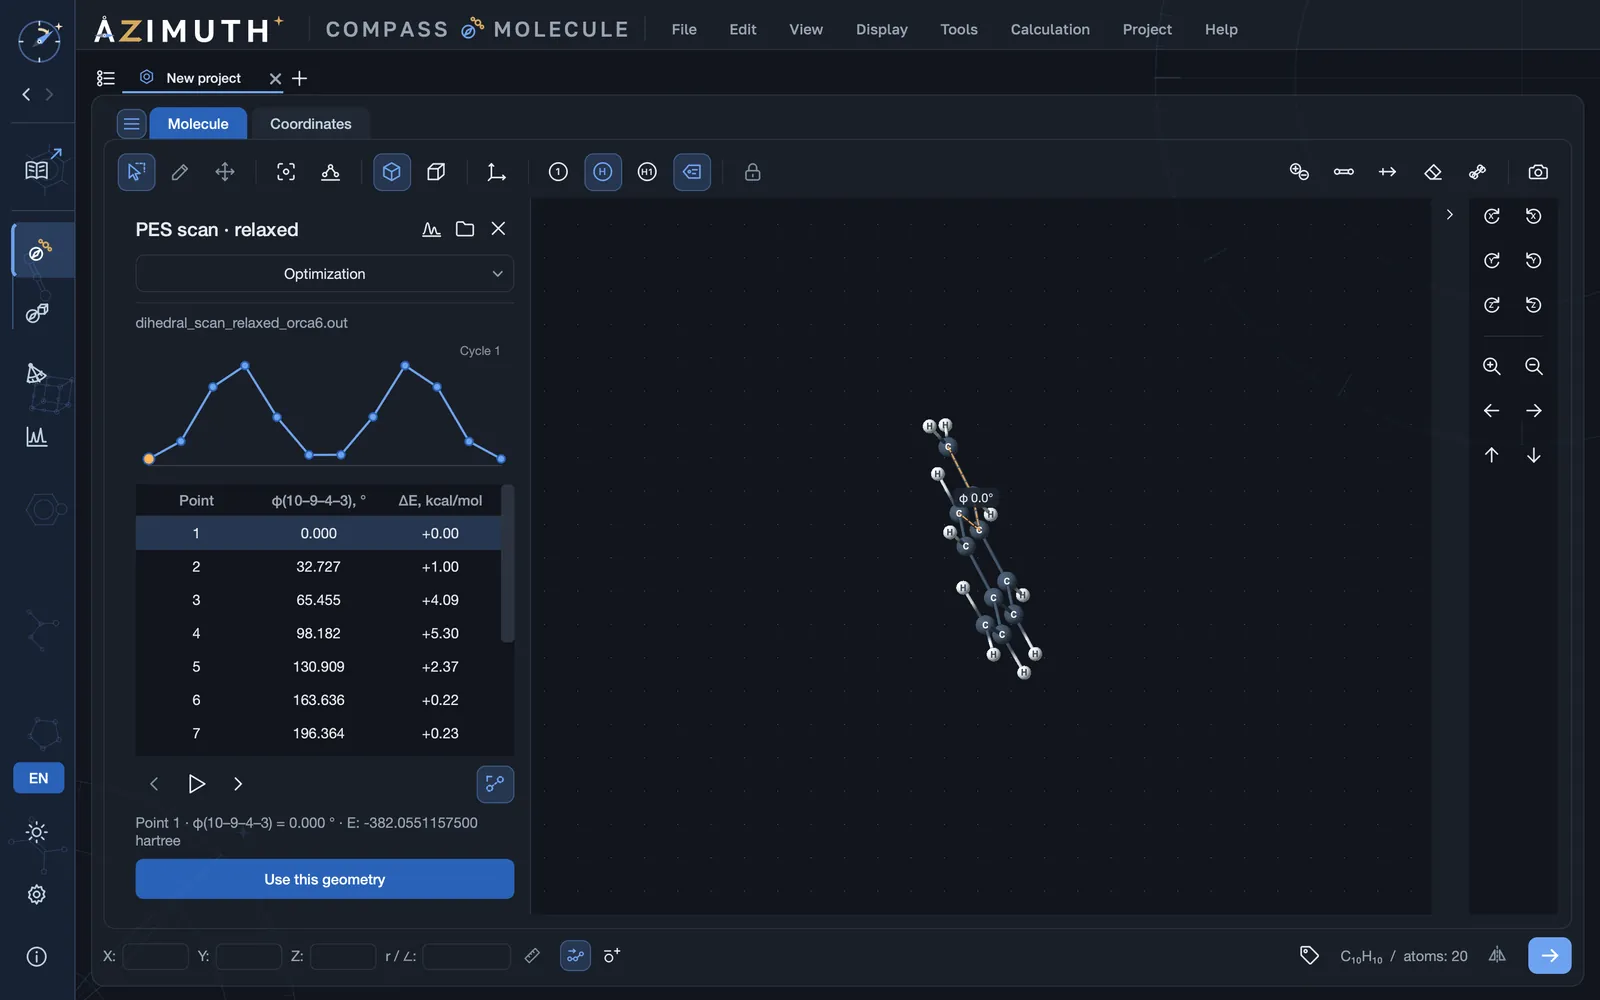 AZIMUTH
COMPASS MOLECULE
File Edit View Display Tools Calculation Project Help
New project
Molecule Coordinates
1 H H1
PES scan · relaxed
Optimization
dihedral_scan_relaxed_orca6.out
Cycle 1
Point ϕ(10–9–4–3), ° ΔE, kcal/mol
1 0.000 +0.00
2 32.727 +1.00
3 65.455 +4.09
4 98.182 +5.30
5 130.909 +2.37
6 163.636 +0.22
7 196.364 +0.23
Point 1 · ϕ(10–9–4–3) = 0.000 ° · E: -382.0551157500
hartree
Use this geometry
H H
C
H
ϕ 0.0°
C H
H C
C
C
H C H
C
C C
H H
H
X X
Y Y
Z Z
EN
X: Y: Z: r / ∠:
C₁₀H₁₀ / atoms: 20